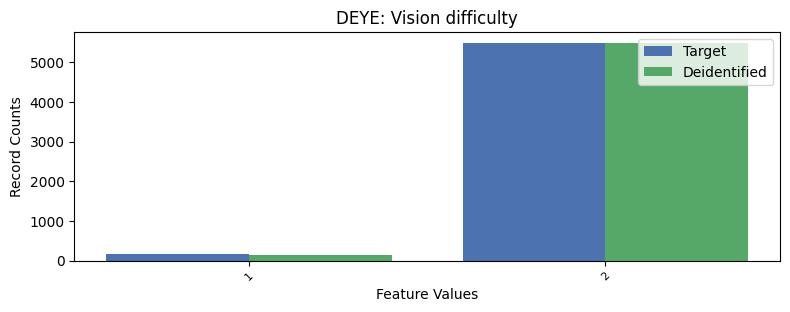 DEYE: Vision difficulty
Target
Deidentified
5000
4000
3000
2000
1000
0
Record Counts
1
2
Feature Values